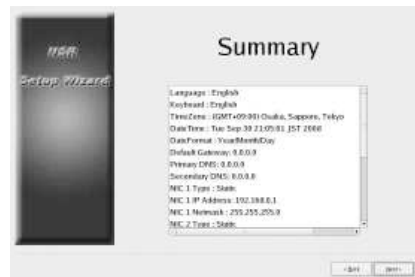 Setup Wizard
Summary
Language : English
Keyboard : English
TimeZone : (GMT+09:00) Osaka, Sapporo, Tokyo
DateTime : Tue Sep 30 21:05:01 JST 2008
DateFormat : Year/Month/Day
Default Gateway: 0.0.0.0
Primary DNS: 0.0.0.0
Secondary DNS: 0.0.0.0
NIC 1 Type : Static
NIC 1 IP Address : 192.168.0.1
NIC 1 Netmask : 255.255.255.0
NIC 2 Type : Static